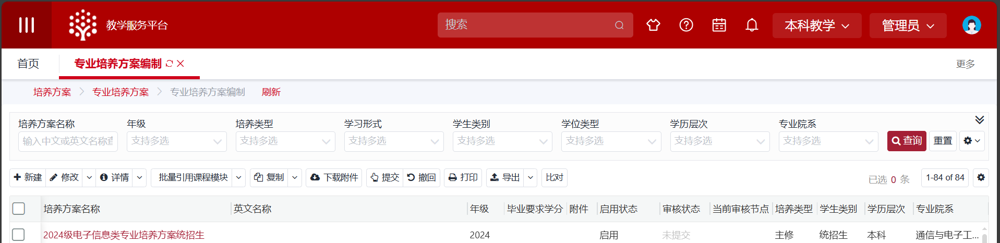 教学服务平台 搜索 本科教学 管理员
首页 专业培养方案编制 更多
培养方案 专业培养方案 专业培养方案编制 刷新
培养方案名称 年级 培养类型 学习形式 学生类别 学位类型 学历层次 专业院系
输入中文或英文名称 支持多选 支持多选 支持多选 支持多选 支持多选 支持多选 支持多选 查询 重置
新建 修改 详情 批量引用课程模块 复制 下载附件 提交 撤回 打印 导出 比对 已选 0 条 1-84 of 84
培养方案名称 英文名称 年级 毕业要求学分 附件 启用状态 审核状态 当前审核节点 培养类型 学生类别 学历层次 专业院系
2024级电子信息类专业培养方案统招生 2024 启用 未提交 主修 统招生 本科 通信与电子工...